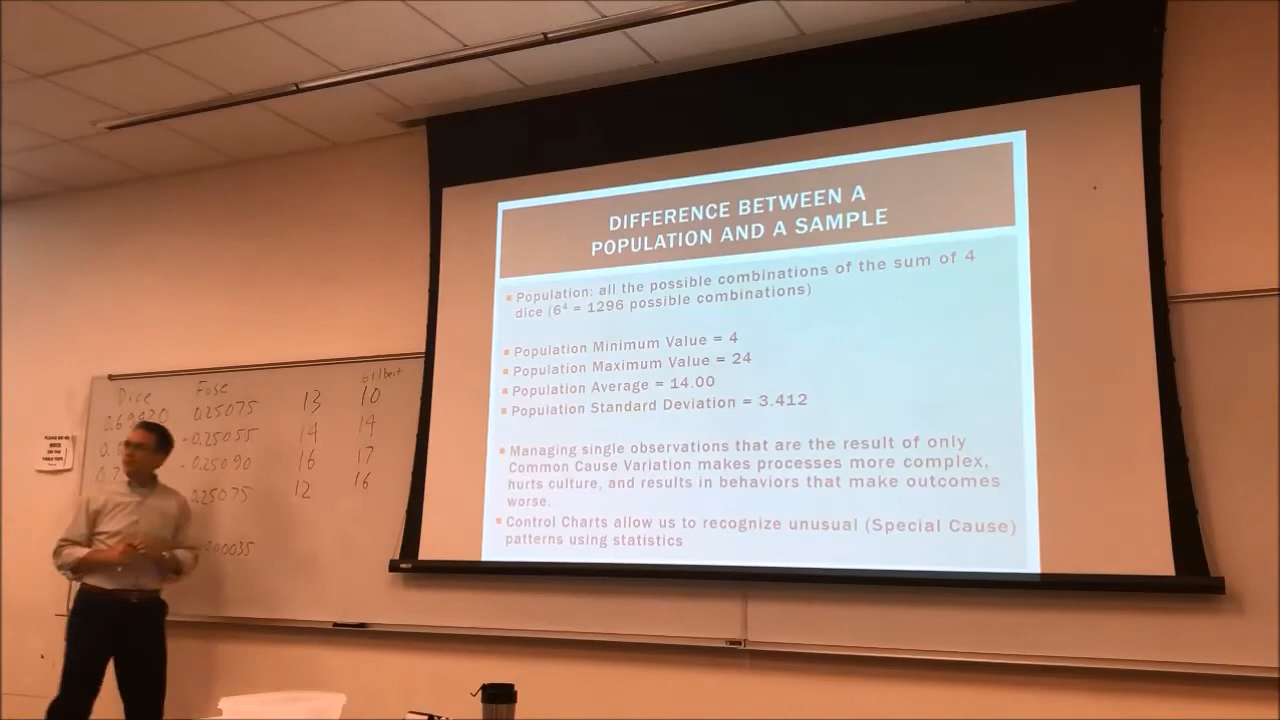 DIFFERENCE BETWEEN A
POPULATION AND A SAMPLE
Population: all the possible combinations of the sum of 4
dice (6⁴ = 1296 possible combinations)
Population Minimum Value = 4
Population Maximum Value = 24
Population Average = 14.00
Population Standard Deviation = 3.412
Managing single observations that are the result of only
Common Cause Variation makes processes more complex,
hurts culture, and results in behaviors that make outcomes
worse.
Control Charts allow us to recognize unusual (Special Cause)
patterns using statistics
Dice Fuse Gilbert
0.25075 13 10
-0.25055 14 14
-0.25090 16 17
0.25075 12 16
PLEASE DO NOT